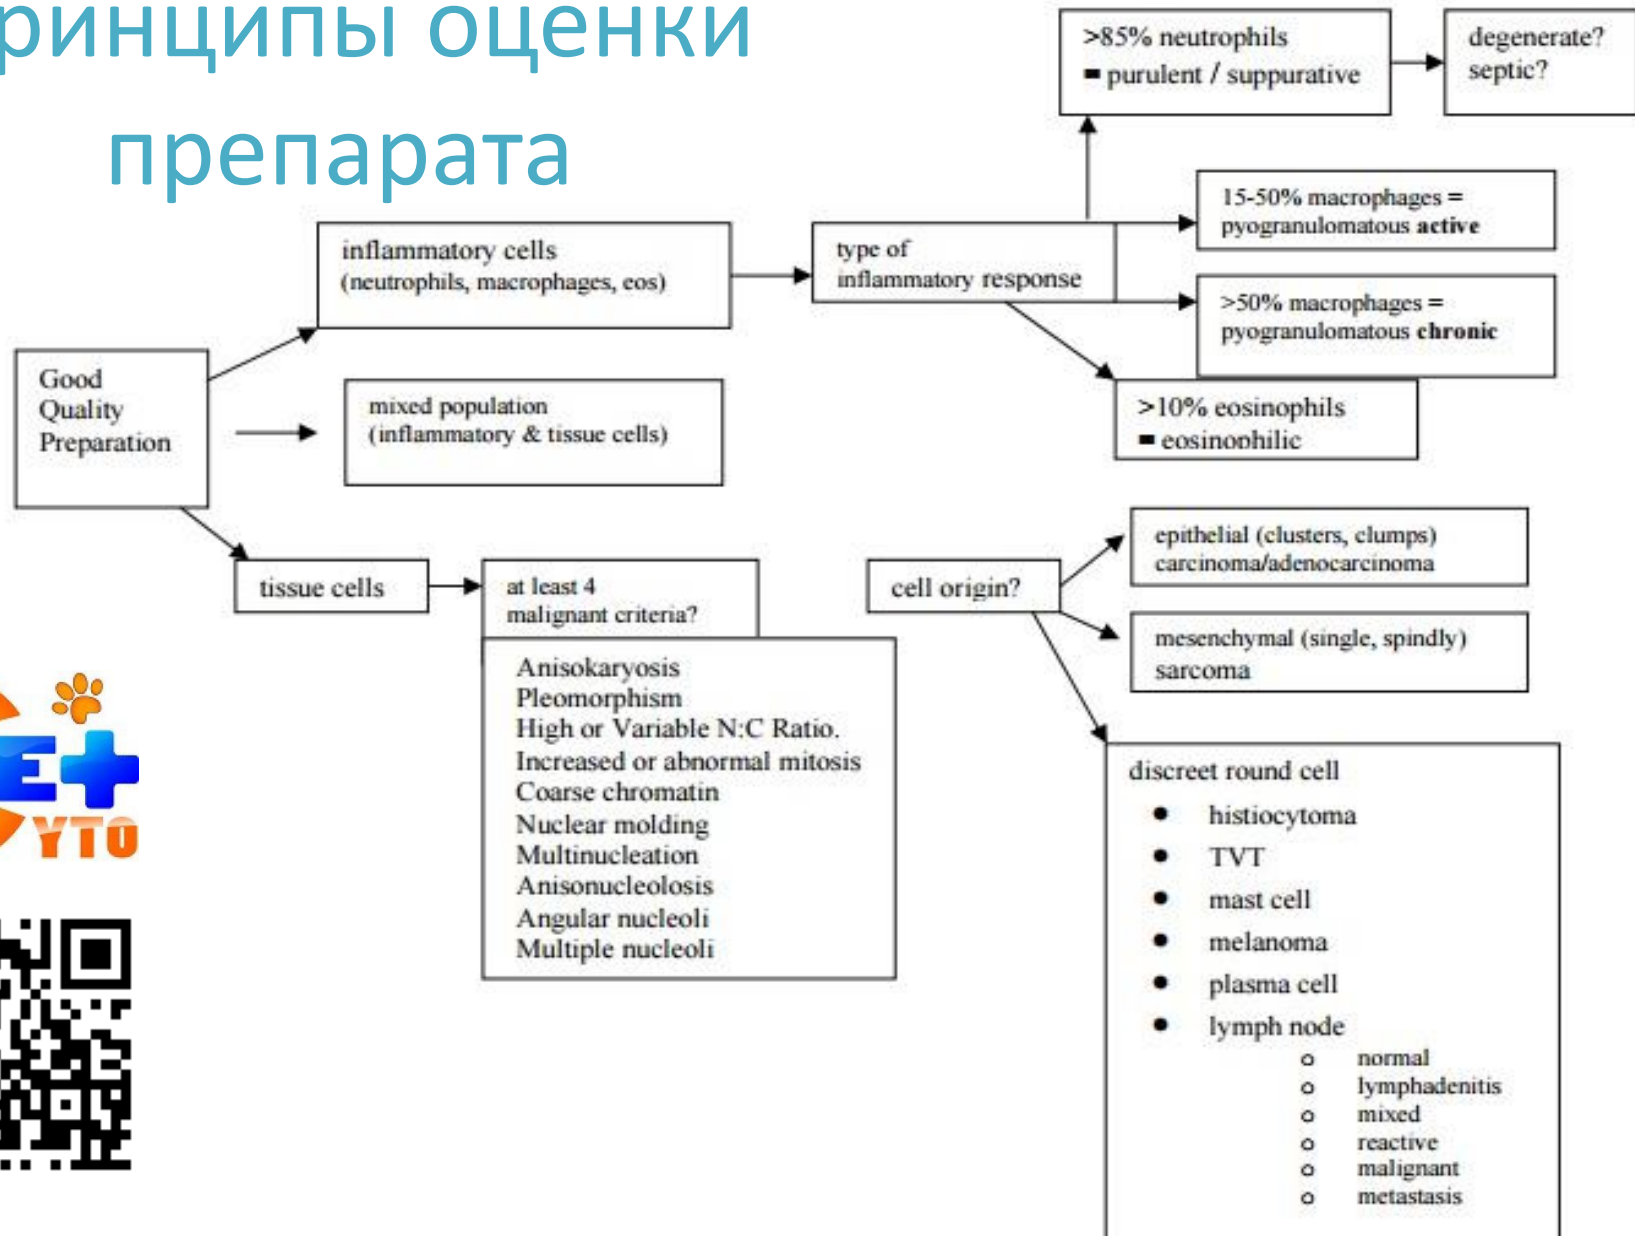 ринципы оценки
препарата
>85% neutrophils
= purulent / suppurative
degenerate?
septic?
15-50% macrophages =
pyogranulomatous active
inflammatory cells
(neutrophils, macrophages, eos)
type of
inflammatory response
>50% macrophages =
pyogranulomatous chronic
Good
Quality
Preparation
mixed population
(inflammatory & tissue cells)
>10% eosinophils
= eosinophilic
tissue cells
at least 4
malignant criteria?
Anisokaryosis
Pleomorphism
High or Variable N:C Ratio.
Increased or abnormal mitosis
Coarse chromatin
Nuclear molding
Multinucleation
Anisonucleolosis
Angular nucleoli
Multiple nucleoli
cell origin?
epithelial (clusters, clumps)
carcinoma/adenocarcinoma
mesenchymal (single, spindly)
sarcoma
discreet round cell
● histiocytoma
● TVT
● mast cell
● melanoma
● plasma cell
● lymph node
o normal
o lymphadenitis
o mixed
o reactive
o malignant
o metastasis
E+
YTO